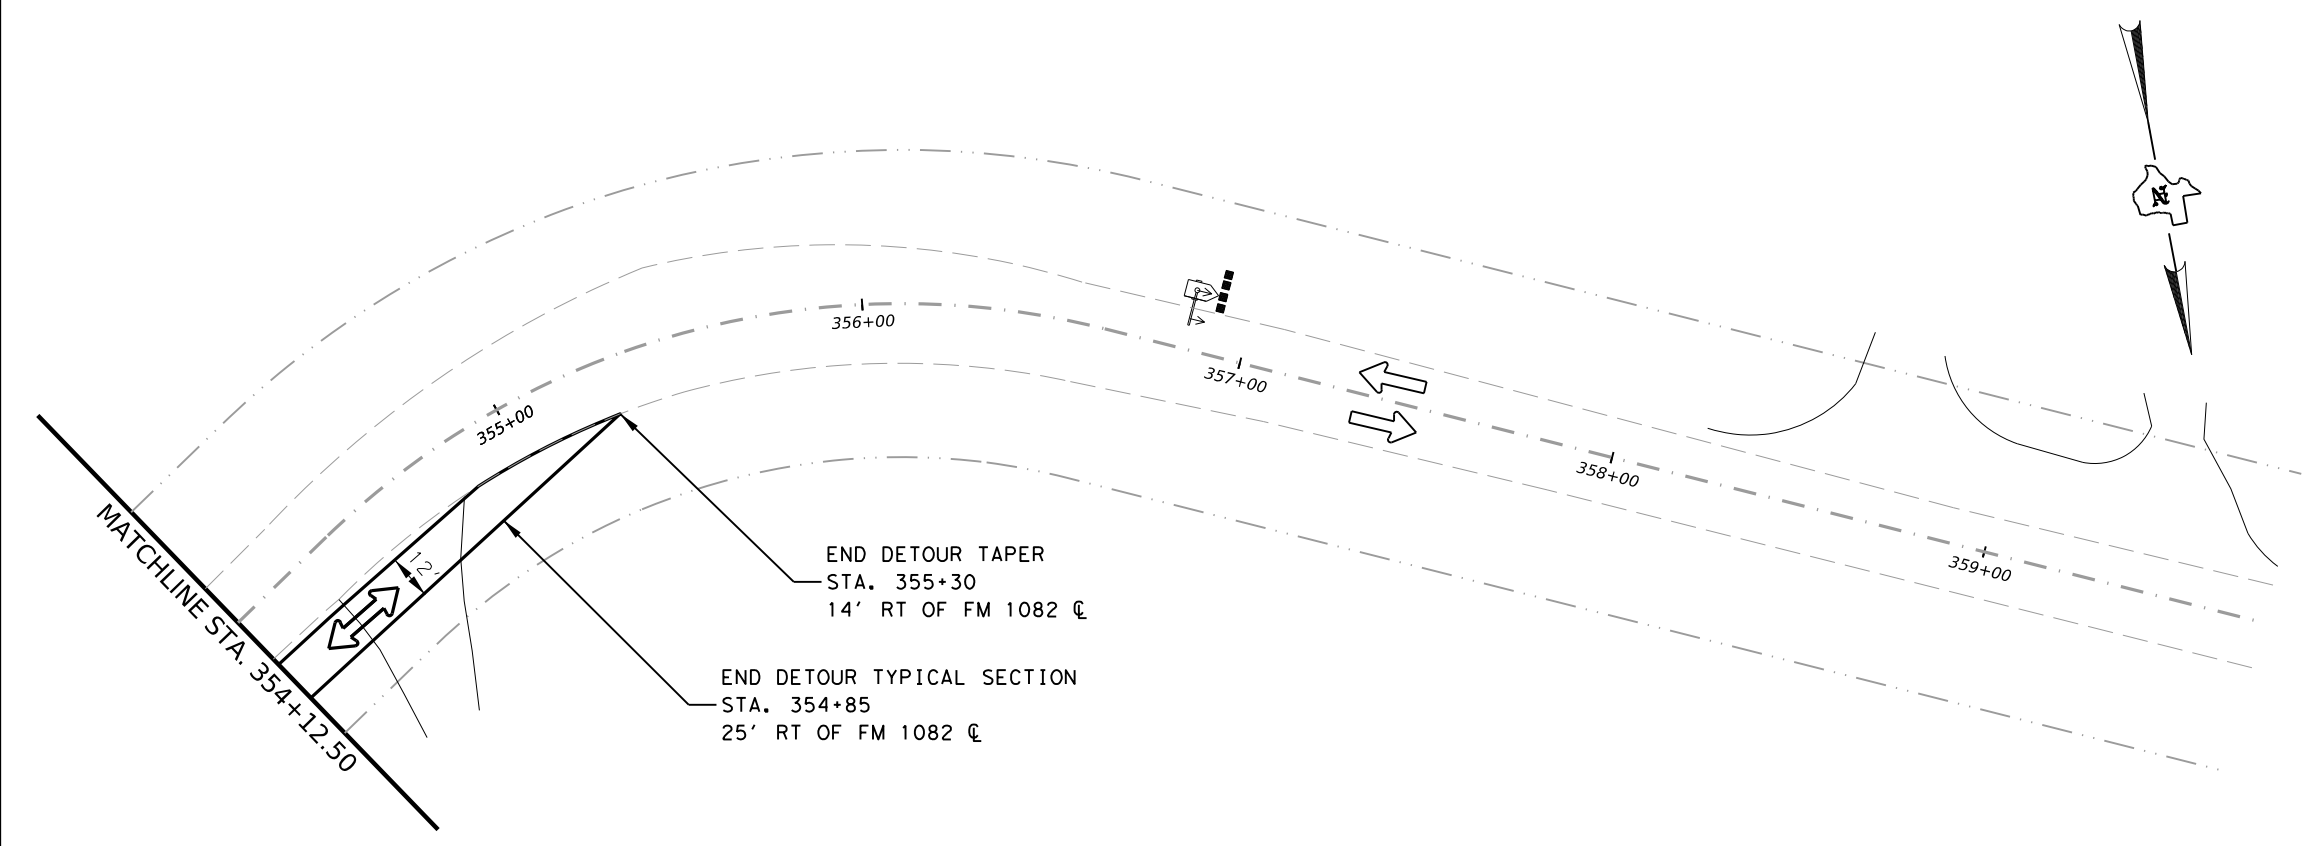 356+00
357+00
355+00
358+00
359+00
12'
MATCHLINE STA. 354+12.50
END DETOUR TAPER
STA. 355+30
14' RT OF FM 1082 ℄
END DETOUR TYPICAL SECTION
STA. 354+85
25' RT OF FM 1082 ℄